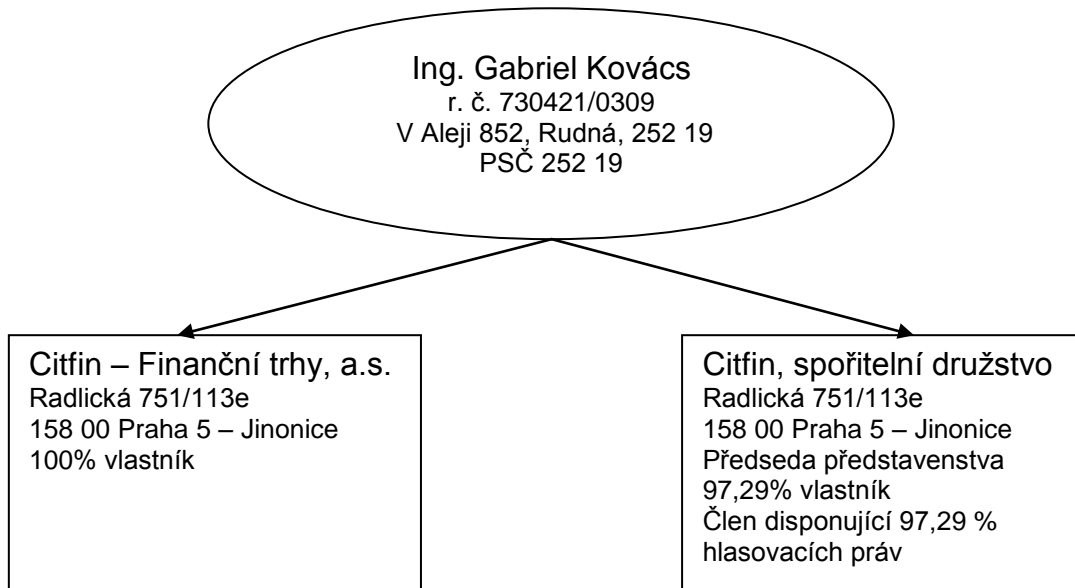 Ing. Gabriel Kovács
r. č. 730421/0309
V Aleji 852, Rudná, 252 19
PSČ 252 19
Citfin – Finanční trhy, a.s.
Radlická 751/113e
158 00 Praha 5 – Jinonice
100% vlastník
Citfin, spořitelní družstvo
Radlická 751/113e
158 00 Praha 5 – Jinonice
Předseda představenstva
97,29% vlastník
Člen disponující 97,29 %
hlasovacích práv